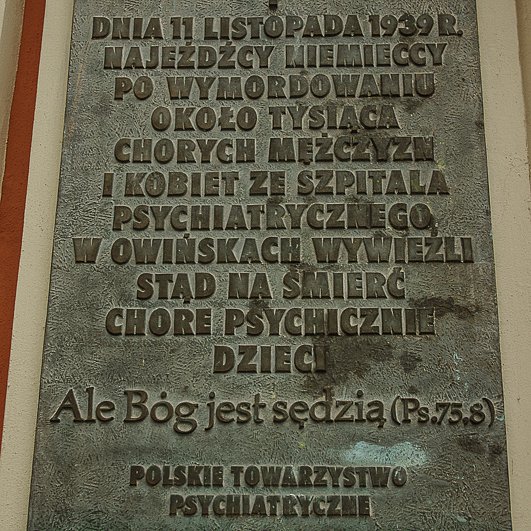 DNIA 11 LISTOPADA 1939 R.
NAJEŹDŹCY NIEMIECCY
PO WYMORDOWANIU
OKOŁO TYSIĄCA
CHORYCH MĘŻCZYZN
I KOBIET ZE SZPITALA
PSYCHIATRYCZNEGO
W OWIŃSKACH WYWIEŹLI
STĄD NA ŚMIERĆ
CHORE PSYCHICZNIE
DZIECI
Ale Bóg jest sędzią (Ps.75.8)
POLSKIE TOWARZYSTWO
PSYCHIATRYCZNE